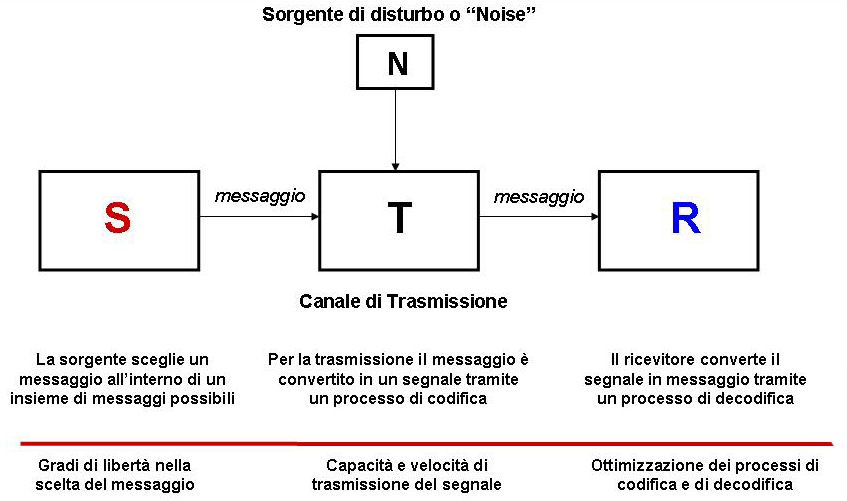 Sorgente di disturbo o “Noise”
N
S
messaggio
T
messaggio
R
Canale di Trasmissione
La sorgente sceglie un
messaggio all’interno di un
insieme di messaggi possibili
Per la trasmissione il messaggio è
convertito in un segnale tramite
un processo di codifica
Il ricevitore converte il
segnale in messaggio tramite
un processo di decodifica
Gradi di libertà nella
scelta del messaggio
Capacità e velocità di
trasmissione del segnale
Ottimizzazione dei processi di
codifica e di decodifica